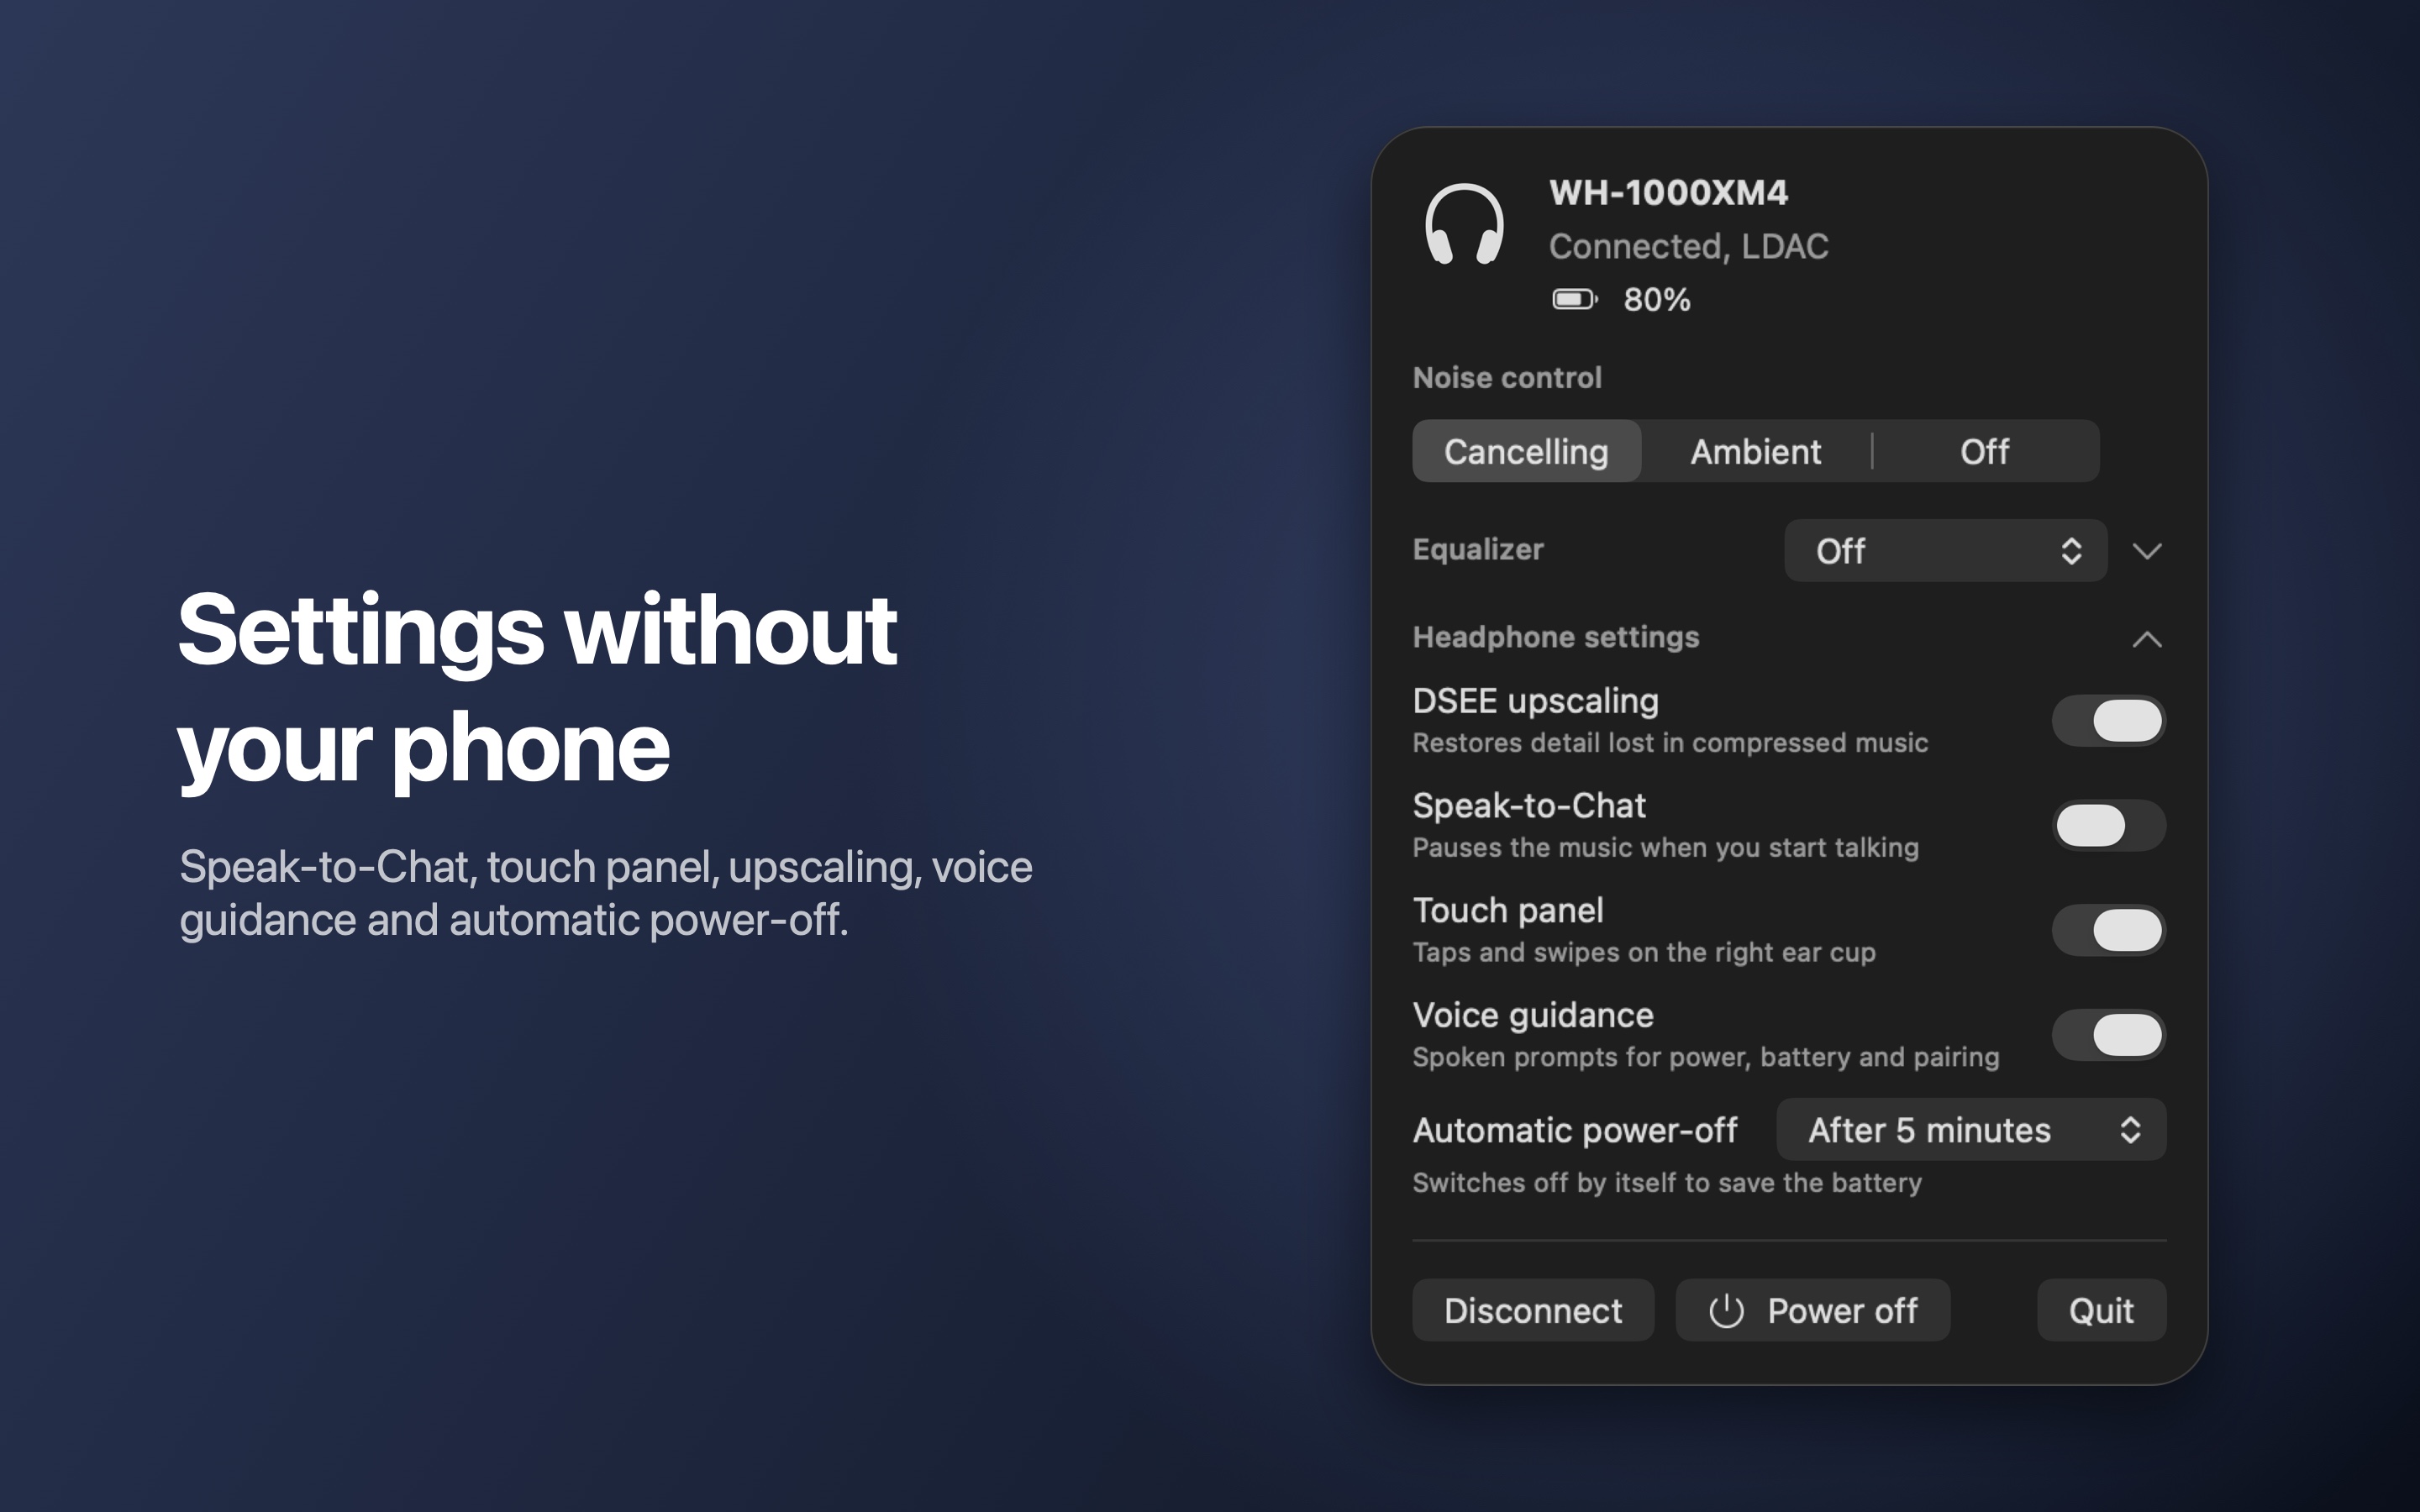 Settings without
your phone
Speak-to-Chat, touch panel, upscaling, voice
guidance and automatic power-off.
WH-1000XM4
Connected, LDAC
80%
Noise control
Cancelling Ambient Off
Equalizer Off
Headphone settings
DSEE upscaling
Restores detail lost in compressed music
Speak-to-Chat
Pauses the music when you start talking
Touch panel
Taps and swipes on the right ear cup
Voice guidance
Spoken prompts for power, battery and pairing
Automatic power-off After 5 minutes
Switches off by itself to save the battery
Disconnect Power off Quit